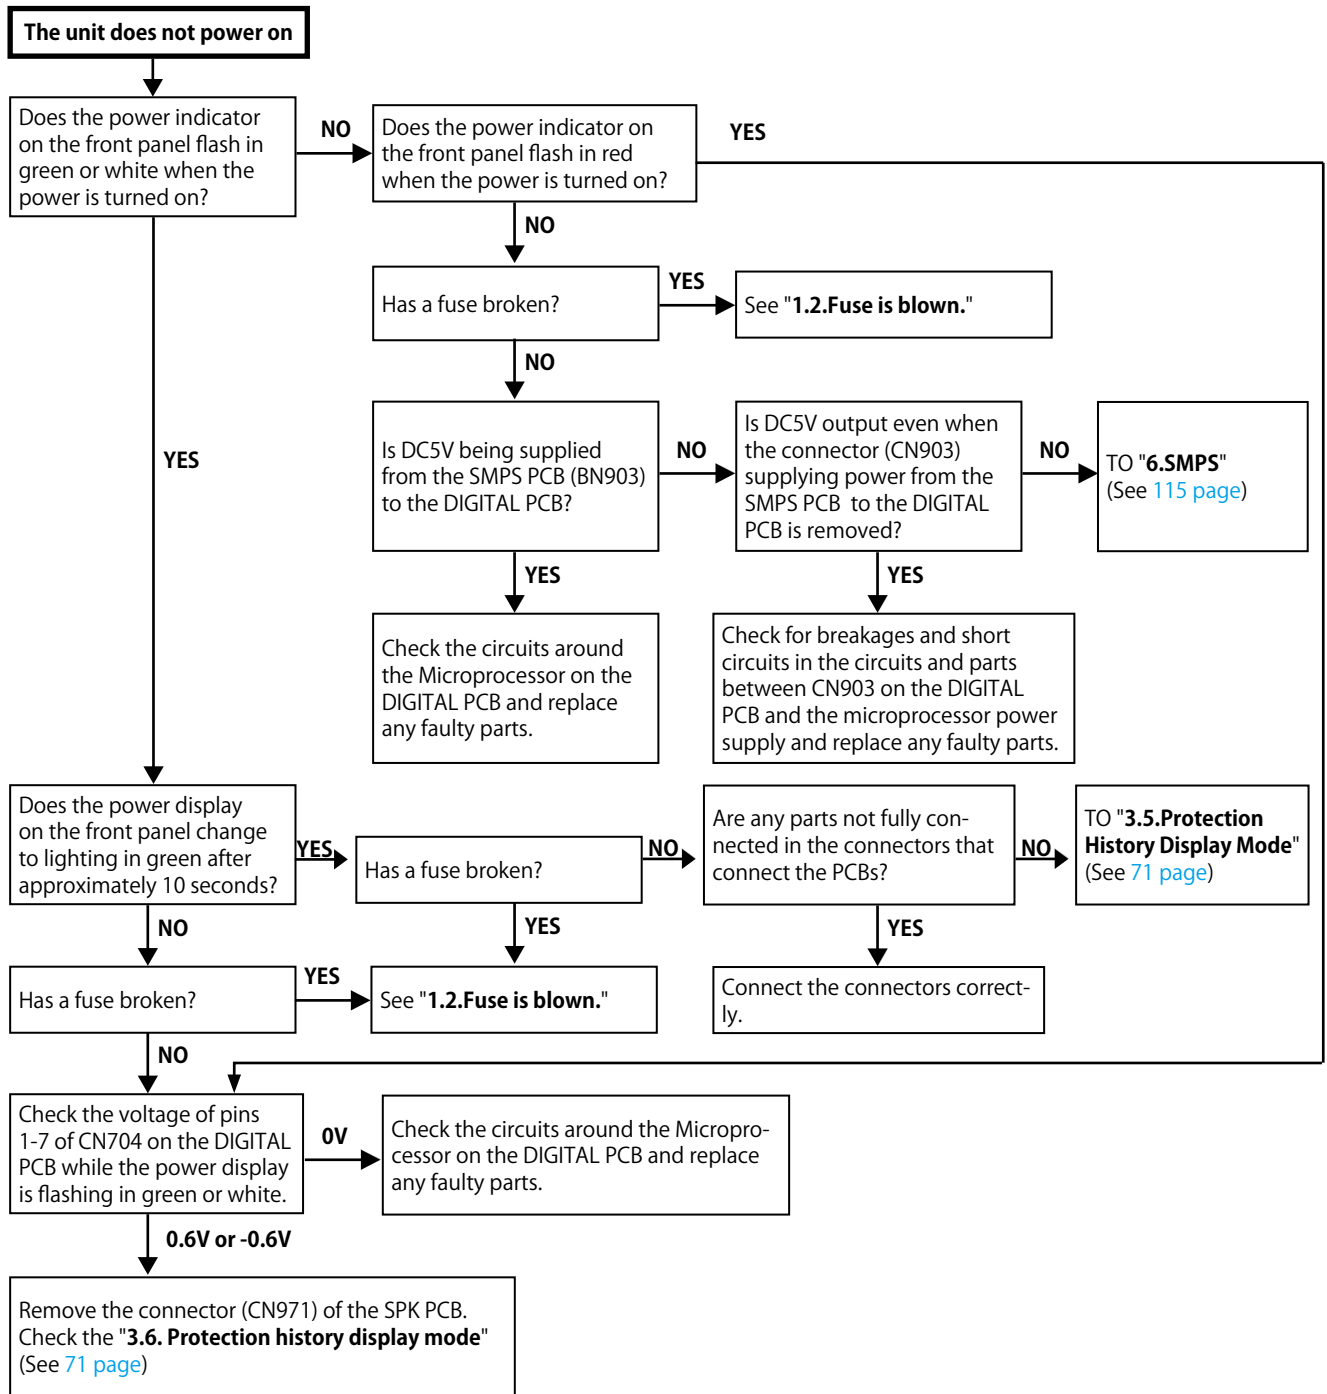 The unit does not power on
Does the power indicator
on the front panel flash in
green or white when the
power is turned on?
NO
Does the power indicator on
the front panel flash in red
when the power is turned on?
YES
NO
Has a fuse broken?
YES
See "1.2.Fuse is blown."
NO
YES
Is DC5V being supplied
from the SMPS PCB (BN903)
to the DIGITAL PCB?
NO
Is DC5V output even when
the connector (CN903)
supplying power from the
SMPS PCB to the DIGITAL
PCB is removed?
NO
TO "6.SMPS"
(See 115 page)
YES
YES
Check the circuits around
the Microprocessor on the
DIGITAL PCB and replace
any faulty parts.
Check for breakages and short
circuits in the circuits and parts
between CN903 on the DIGITAL
PCB and the microprocessor power
supply and replace any faulty parts.
Does the power display
on the front panel change
to lighting in green after
approximately 10 seconds?
YES
Has a fuse broken?
NO
Are any parts not fully con-
nected in the connectors that
connect the PCBs?
NO
TO "3.5.Protection
History Display Mode"
(See 71 page)
NO
YES
YES
Has a fuse broken?
YES
See "1.2.Fuse is blown."
Connect the connectors correct-
ly.
NO
Check the voltage of pins
1-7 of CN704 on the DIGITAL
PCB while the power display
is flashing in green or white.
0V
Check the circuits around the Micropro-
cessor on the DIGITAL PCB and replace
any faulty parts.
0.6V or -0.6V
Remove the connector (CN971) of the SPK PCB.
Check the "3.6. Protection history display mode"
(See 71 page)